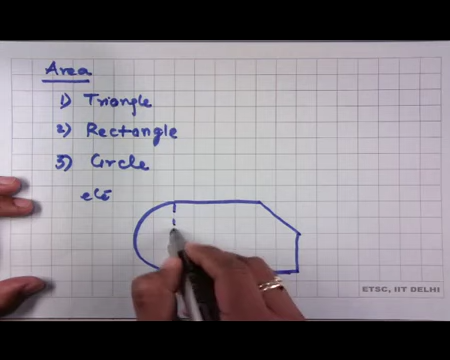 Area
1) Triangle
2) Rectangle
3) Circle
etc
ETSC, IIT DELHI